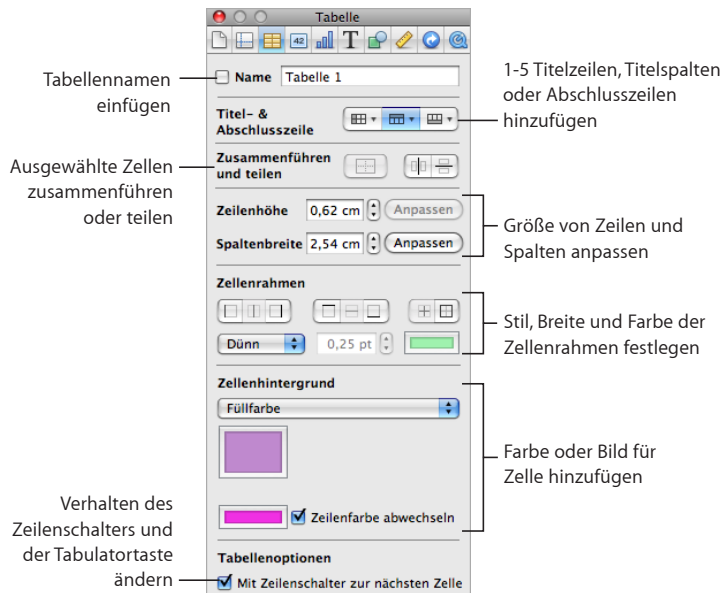 Tabelle
42
T
Name Tabelle 1
Titel- &
Abschlusszeile
Zusammenführen
und teilen
Zeilenhöhe 0,62 cm Anpassen
Spaltenbreite 2,54 cm Anpassen
Zellenrahmen
Dünn 0,25 pt
Zellenhintergrund
Füllfarbe
Zeilenfarbe abwechseln
Tabellenoptionen
Mit Zeilenschalter zur nächsten Zelle
Tabellennamen
einfügen
Ausgewählte Zellen
zusammenführen
oder teilen
Verhalten des
Zeilenschalters und
der Tabulatortaste
ändern
1-5 Titelzeilen, Titelspalten
oder Abschlusszeilen
hinzufügen
Größe von Zeilen und
Spalten anpassen
Stil, Breite und Farbe der
Zellenrahmen festlegen
Farbe oder Bild für
Zelle hinzufügen